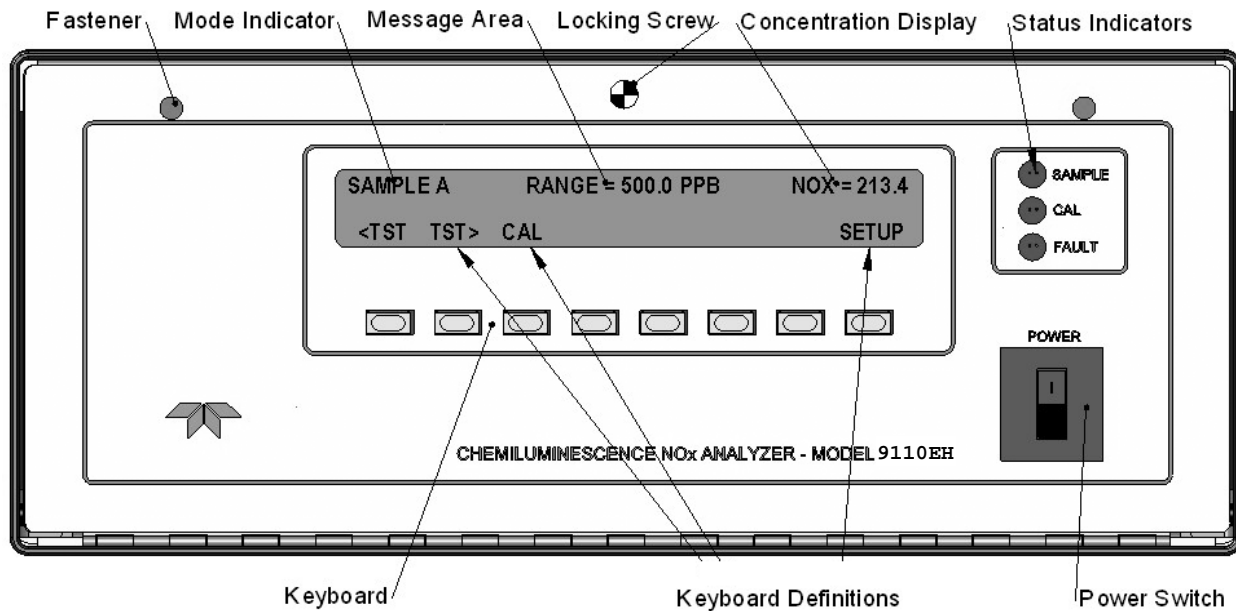 Fastener Mode Indicator Message Area Locking Screw Concentration Display Status Indicators
SAMPLE A RANGE = 500.0 PPB NOX = 213.4
<TST TST> CAL SETUP
SAMPLE
CAL
FAULT
POWER
I
CHEMILUMINESCENCE NOx ANALYZER - MODEL 9110EH
Keyboard Keyboard Definitions Power Switch